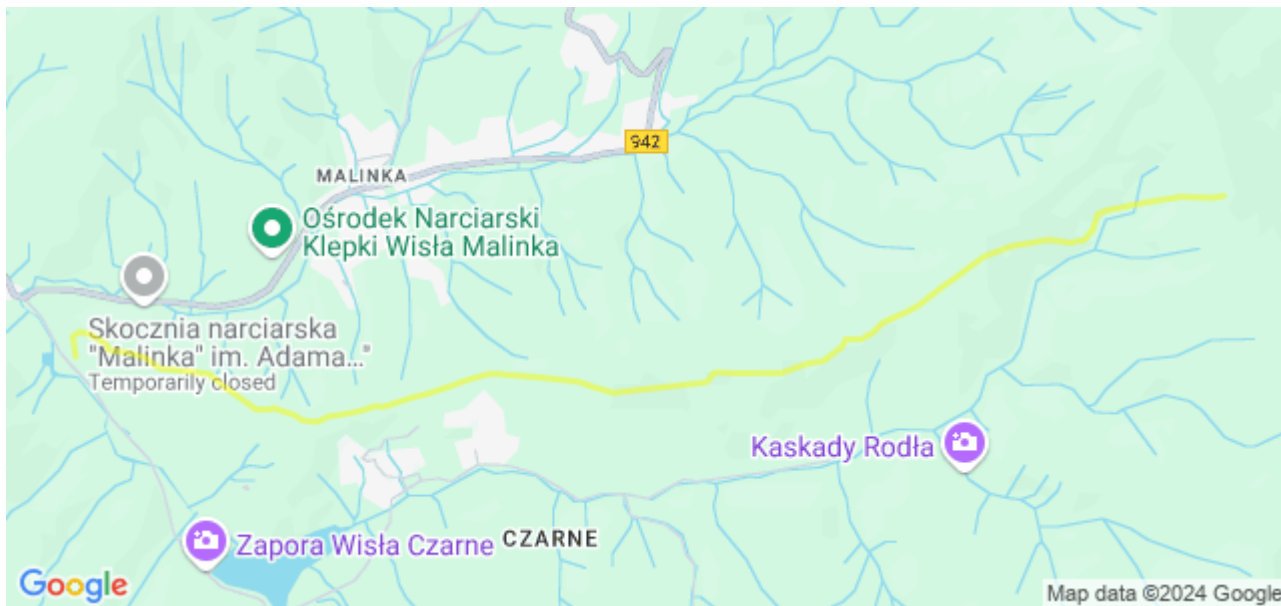 942
MALINKA
Ośrodek Narciarski
Klepki Wisła Malinka
Skocznia narciarska
"Malinka" im. Adama..."
Temporarily closed
Kaskady Rodła
Zapora Wisła Czarne
CZARNE
Google
Map data ©2024 Google